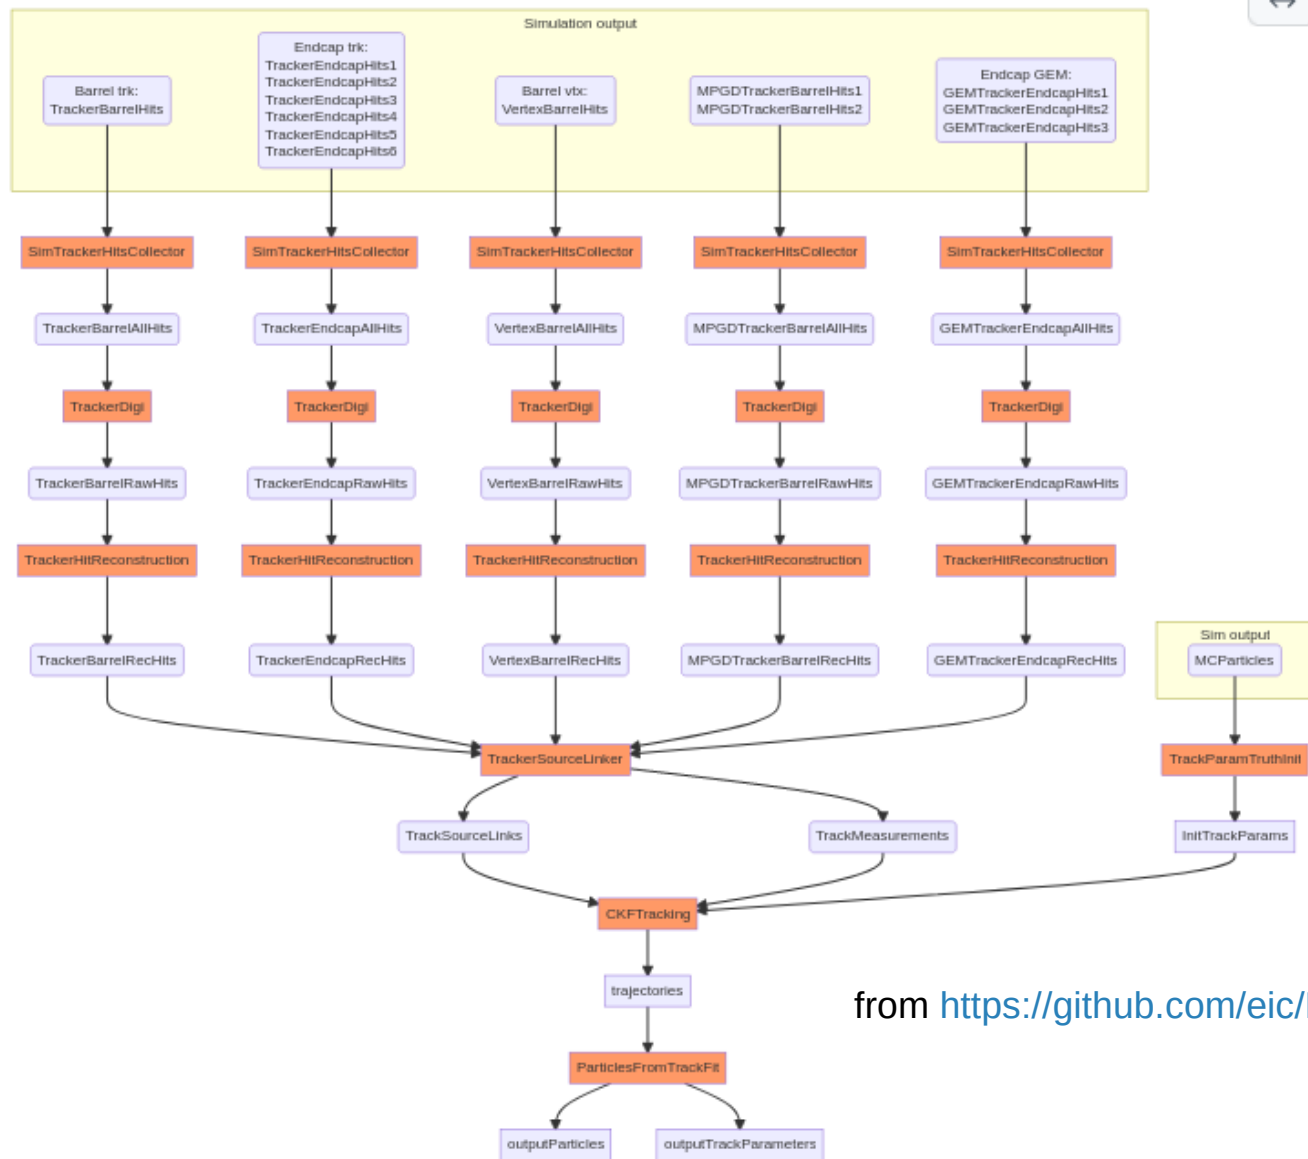 Simulation output
Barrel trk:
TrackerBarrelHits
Endcap trk:
TrackerEndcapHits1
TrackerEndcapHits2
TrackerEndcapHits3
TrackerEndcapHits4
TrackerEndcapHits5
TrackerEndcapHits6
Barrel vtx:
VertexBarrelHits
MPGDTrackerBarrelHits1
MPGDTrackerBarrelHits2
Endcap GEM:
GEMTrackerEndcapHits1
GEMTrackerEndcapHits2
GEMTrackerEndcapHits3
SimTrackerHitsCollector
SimTrackerHitsCollector
SimTrackerHitsCollector
SimTrackerHitsCollector
SimTrackerHitsCollector
TrackerBarrelAllHits
TrackerEndcapAllHits
VertexBarrelAllHits
MPGDTrackerBarrelAllHits
GEMTrackerEndcapAllHits
TrackerDigi
TrackerDigi
TrackerDigi
TrackerDigi
TrackerDigi
TrackerBarrelRawHits
TrackerEndcapRawHits
VertexBarrelRawHits
MPGDTrackerBarrelRawHits
GEMTrackerEndcapRawHits
TrackerHitReconstruction
TrackerHitReconstruction
TrackerHitReconstruction
TrackerHitReconstruction
TrackerHitReconstruction
TrackerBarrelRecHits
TrackerEndcapRecHits
VertexBarrelRecHits
MPGDTrackerBarrelRecHits
GEMTrackerEndcapRecHits
Sim output
MCParticles
TrackerSourceLinker
TrackParamTruthInit
TrackSourceLinks
TrackMeasurements
InitTrackParams
CKFTracking
trajectories
from https://github.com/eic/
ParticlesFromTrackFit
outputParticles
outputTrackParameters